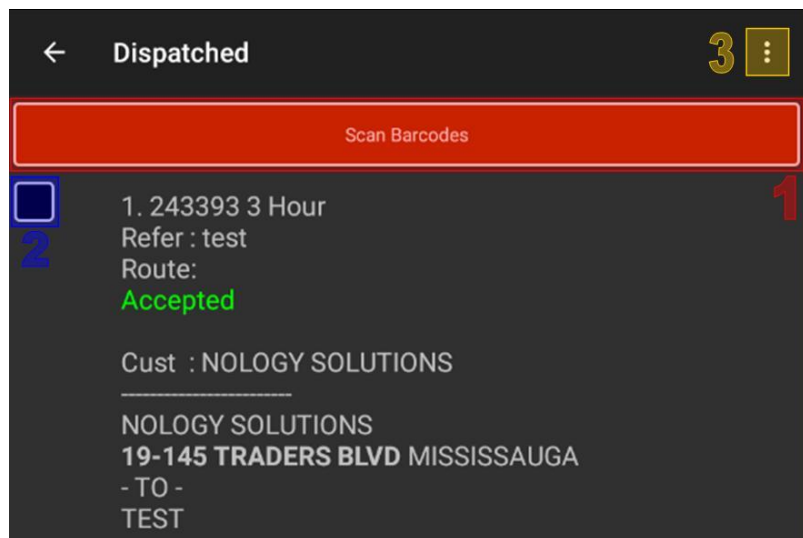 Dispatched
3
Scan Barcodes
1
2
1. 243393 3 Hour
Refer : test
Route:
Accepted
Cust : NOLOGY SOLUTIONS
-----------------------
NOLOGY SOLUTIONS
19-145 TRADERS BLVD MISSISSAUGA
- TO -
TEST